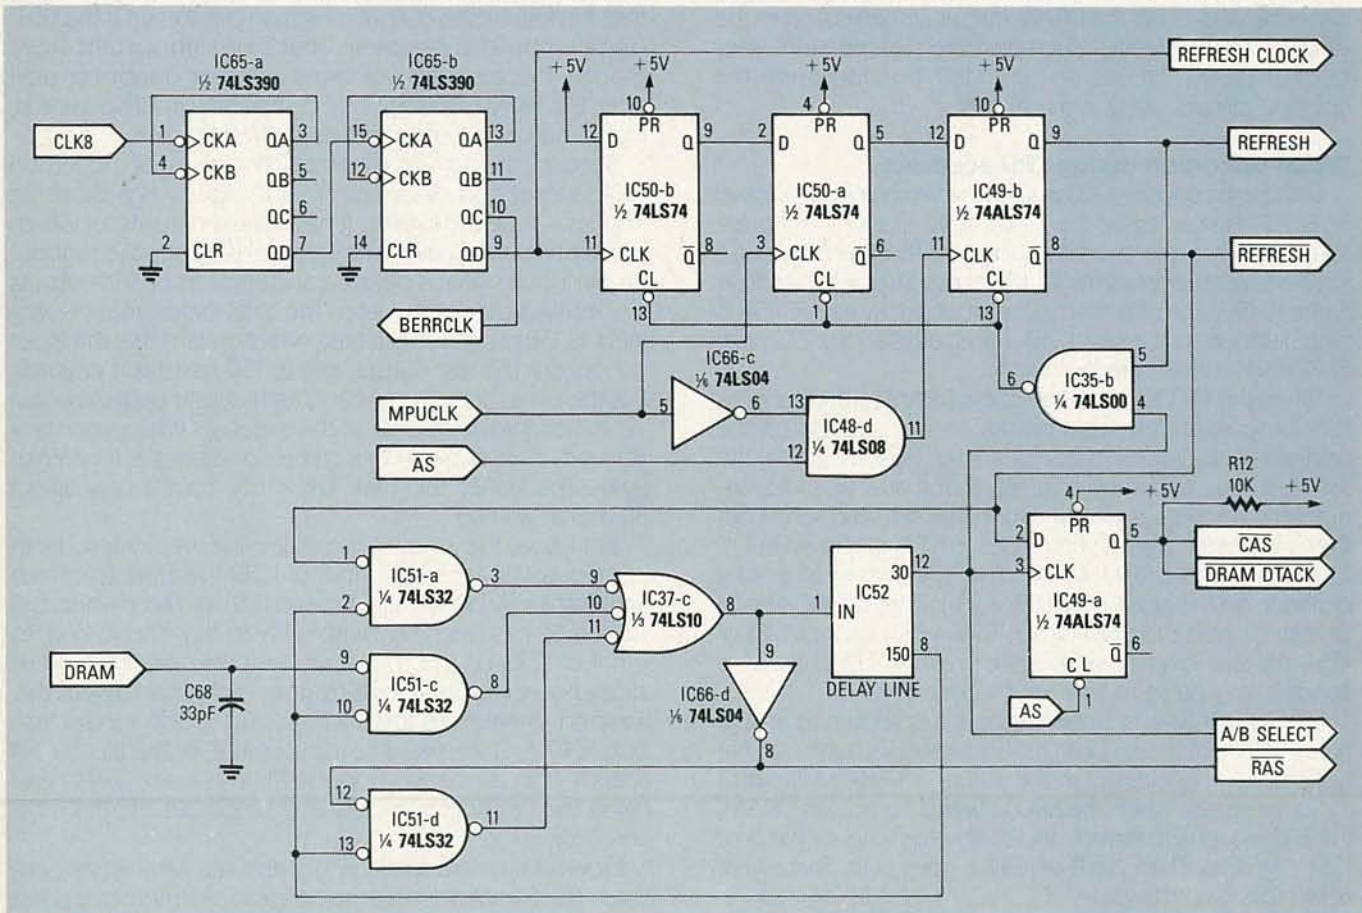 IC65-a
½ 74LS390
IC65-b
½ 74LS390
REFRESH CLOCK
CLK8
1
4
2
CKA
CKB
CLR
QA
QB
QC
QD
3
5
6
7
15
12
14
CKA
CKB
CLR
QA
QB
QD
QC
13
11
10
9
BERRCLK
+5V
+5V
10
PR
12
D
Q
9
IC50-b
½ 74LS74
11
CLK
Q
8
CL
13
+5V
4
PR
2
D
Q
5
IC50-a
½ 74LS74
3
CLK
Q
6
CL
1
+5V
10
PR
12
D
Q
9
IC49-b
½ 74ALS74
11
CLK
Q
8
CL
13
REFRESH
REFRESH
MPUCLK
AS
IC66-c
⅙ 74LS04
5
6
13
12
IC48-d
¼ 74LS08
11
6
IC35-b
¼ 74LS00
5
4
R12
10K
+5V
+5V
4
PR
2
D
Q
5
3
CLK
IC49-a
½ 74ALS74
Q
6
CL
1
AS
CAS
DRAM DTACK
A/B SELECT
RAS
DRAM
C68
33pF
1
2
IC51-a
¼ 74LS32
3
9
10
IC51-c
¼ 74LS32
8
12
13
IC51-d
¼ 74LS32
11
9
10
11
IC37-c
⅓ 74LS10
8
9
IC66-d
⅙ 74LS04
8
1
IN
IC52
30
150
12
8
DELAY LINE